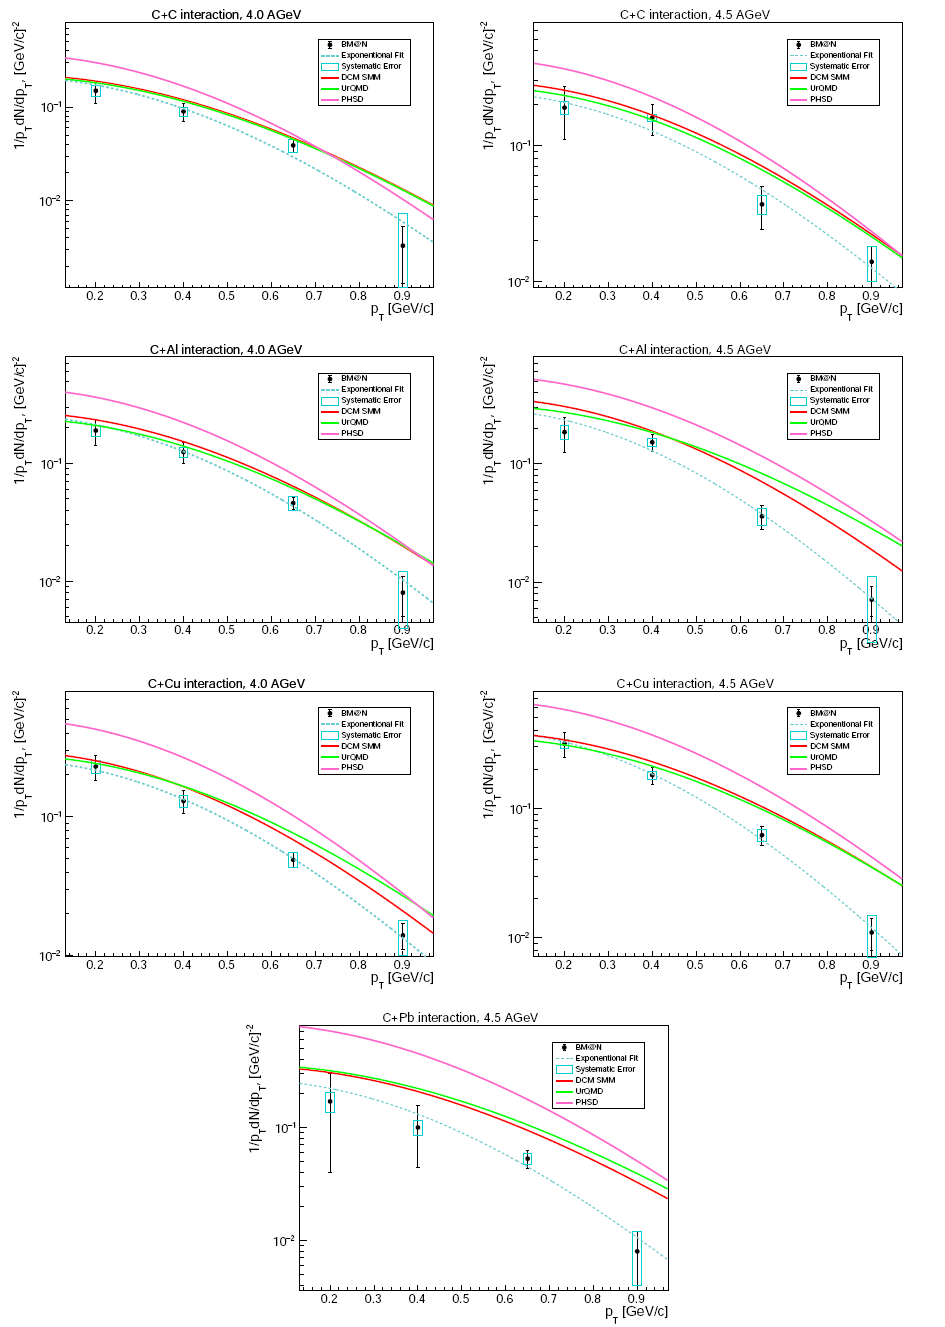 C+C interaction, 4.0 AGeV
1/p_T dN/dp_T, [GeV/c]^-2
BM@N
Exponential Fit
Systematic Error
DCM SMM
UrQMD
PHSD
10^-1
10^-2
0.2 0.3 0.4 0.5 0.6 0.7 0.8 0.9
p_T [GeV/c]
C+C interaction, 4.5 AGeV
1/p_T dN/dp_T, [GeV/c]^-2
BM@N
Exponential Fit
Systematic Error
DCM SMM
UrQMD
PHSD
10^-1
10^-2
0.2 0.3 0.4 0.5 0.6 0.7 0.8 0.9
p_T [GeV/c]
C+Al interaction, 4.0 AGeV
1/p_T dN/dp_T, [GeV/c]^-2
BM@N
Exponential Fit
Systematic Error
DCM SMM
UrQMD
PHSD
10^-1
10^-2
0.2 0.3 0.4 0.5 0.6 0.7 0.8 0.9
p_T [GeV/c]
C+Al interaction, 4.5 AGeV
1/p_T dN/dp_T, [GeV/c]^-2
BM@N
Exponential Fit
Systematic Error
DCM SMM
UrQMD
PHSD
10^-1
10^-2
0.2 0.3 0.4 0.5 0.6 0.7 0.8 0.9
p_T [GeV/c]
C+Cu interaction, 4.0 AGeV
1/p_T dN/dp_T, [GeV/c]^-2
BM@N
Exponential Fit
Systematic Error
DCM SMM
UrQMD
PHSD
10^-1
10^-2
0.2 0.3 0.4 0.5 0.6 0.7 0.8 0.9
p_T [GeV/c]
C+Cu interaction, 4.5 AGeV
1/p_T dN/dp_T, [GeV/c]^-2
BM@N
Exponential Fit
Systematic Error
DCM SMM
UrQMD
PHSD
10^-1
10^-2
0.2 0.3 0.4 0.5 0.6 0.7 0.8 0.9
p_T [GeV/c]
C+Pb interaction, 4.5 AGeV
1/p_T dN/dp_T, [GeV/c]^-2
BM@N
Exponential Fit
Systematic Error
DCM SMM
UrQMD
PHSD
10^-1
10^-2
0.2 0.3 0.4 0.5 0.6 0.7 0.8 0.9
p_T [GeV/c]